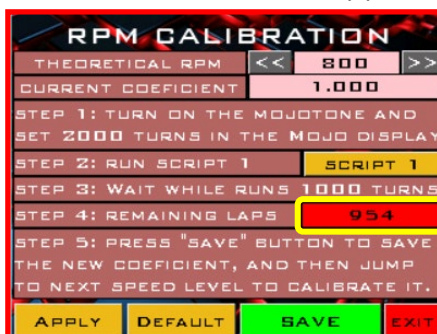 RPM CALIBRATION
THEORETICAL RPM << 800 >>
CURRENT COEFICIENT 1.000
STEP 1: TURN ON THE MOJOTONE AND
SET 2000 TURNS IN THE MOJO DISPLAY
STEP 2: RUN SCRIPT 1 SCRIPT 1
STEP 3: WAIT WHILE RUNS 1000 TURNS
STEP 4: REMAINING LAPS 954
STEP 5: PRESS "SAVE" BUTTON TO SAVE
THE NEW COEFICIENT, AND THEN JUMP
TO NEXT SPEED LEVEL TO CALIBRATE IT.
APPLY DEFAULT SAVE EXIT